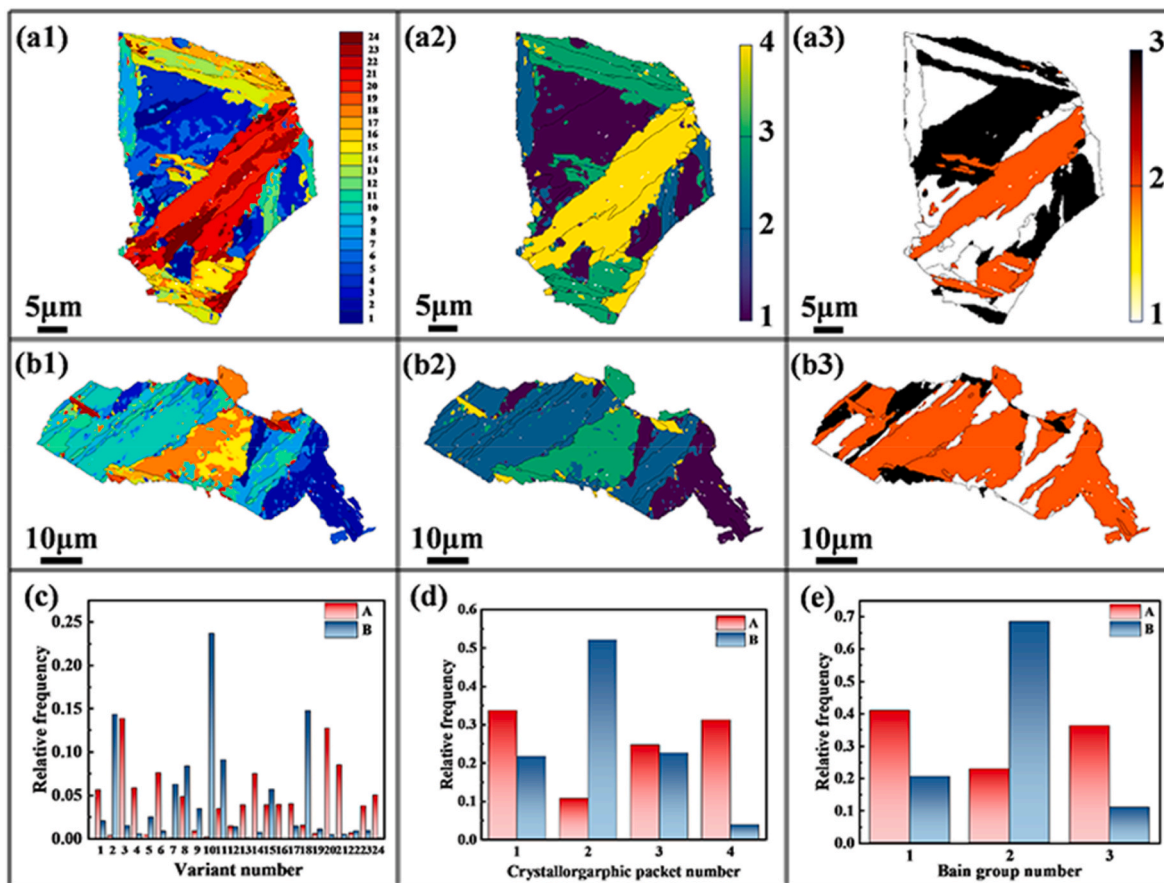 (a1)
24
23
22
21
20
19
18
17
16
15
14
13
12
11
10
9
8
7
6
5
4
3
2
1
5μm
(a2)
4
3
2
1
5μm
(a3)
3
2
1
5μm
(b1)
10μm
(b2)
10μm
(b3)
10μm
(c)
A
B
0.25
0.20
0.15
0.10
0.05
0.00
Relative frequency
1 2 3 4 5 6 7 8 9 10 11 12 13 14 15 16 17 18 19 20 21 22 23 24
Variant number
(d)
A
B
0.6
0.5
0.4
0.3
0.2
0.1
0.0
Relative frequency
1 2 3 4
Crystallorgarphic packet number
(e)
A
B
0.7
0.6
0.5
0.4
0.3
0.2
0.1
0.0
Relative frequency
1 2 3
Bain group number